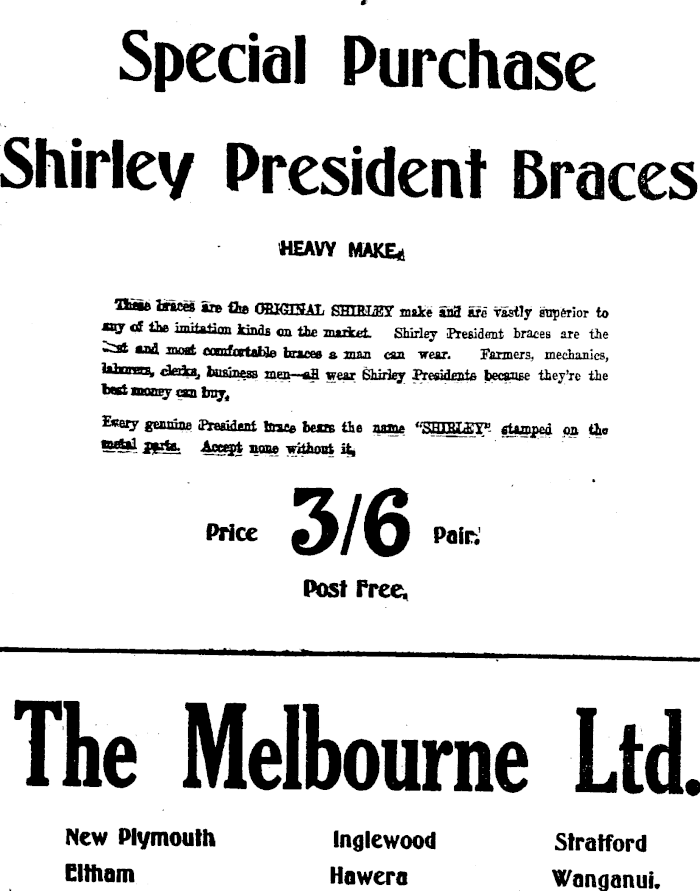 Special Purchase
Shirley President Braces
HEAVY MAKE.
These braces are the ORIGINAL SHIRLEY make and are vastly superior to
any of the imitation kinds on the market. Shirley President braces are the
and most comfortable braces a man can wear. Farmers, mechanics,
laborers, clerks, business men—all wear Shirley Presidents because they're the
best money can buy.
Every genuine President brace bears the name "SHIRLEY" stamped on the
metal parts. Accept none without it.
Price 3/6 Pair.
Post Free.
The Melbourne Ltd.
New Plymouth Inglewood Stratford
Eltham Hawera Wanganui.